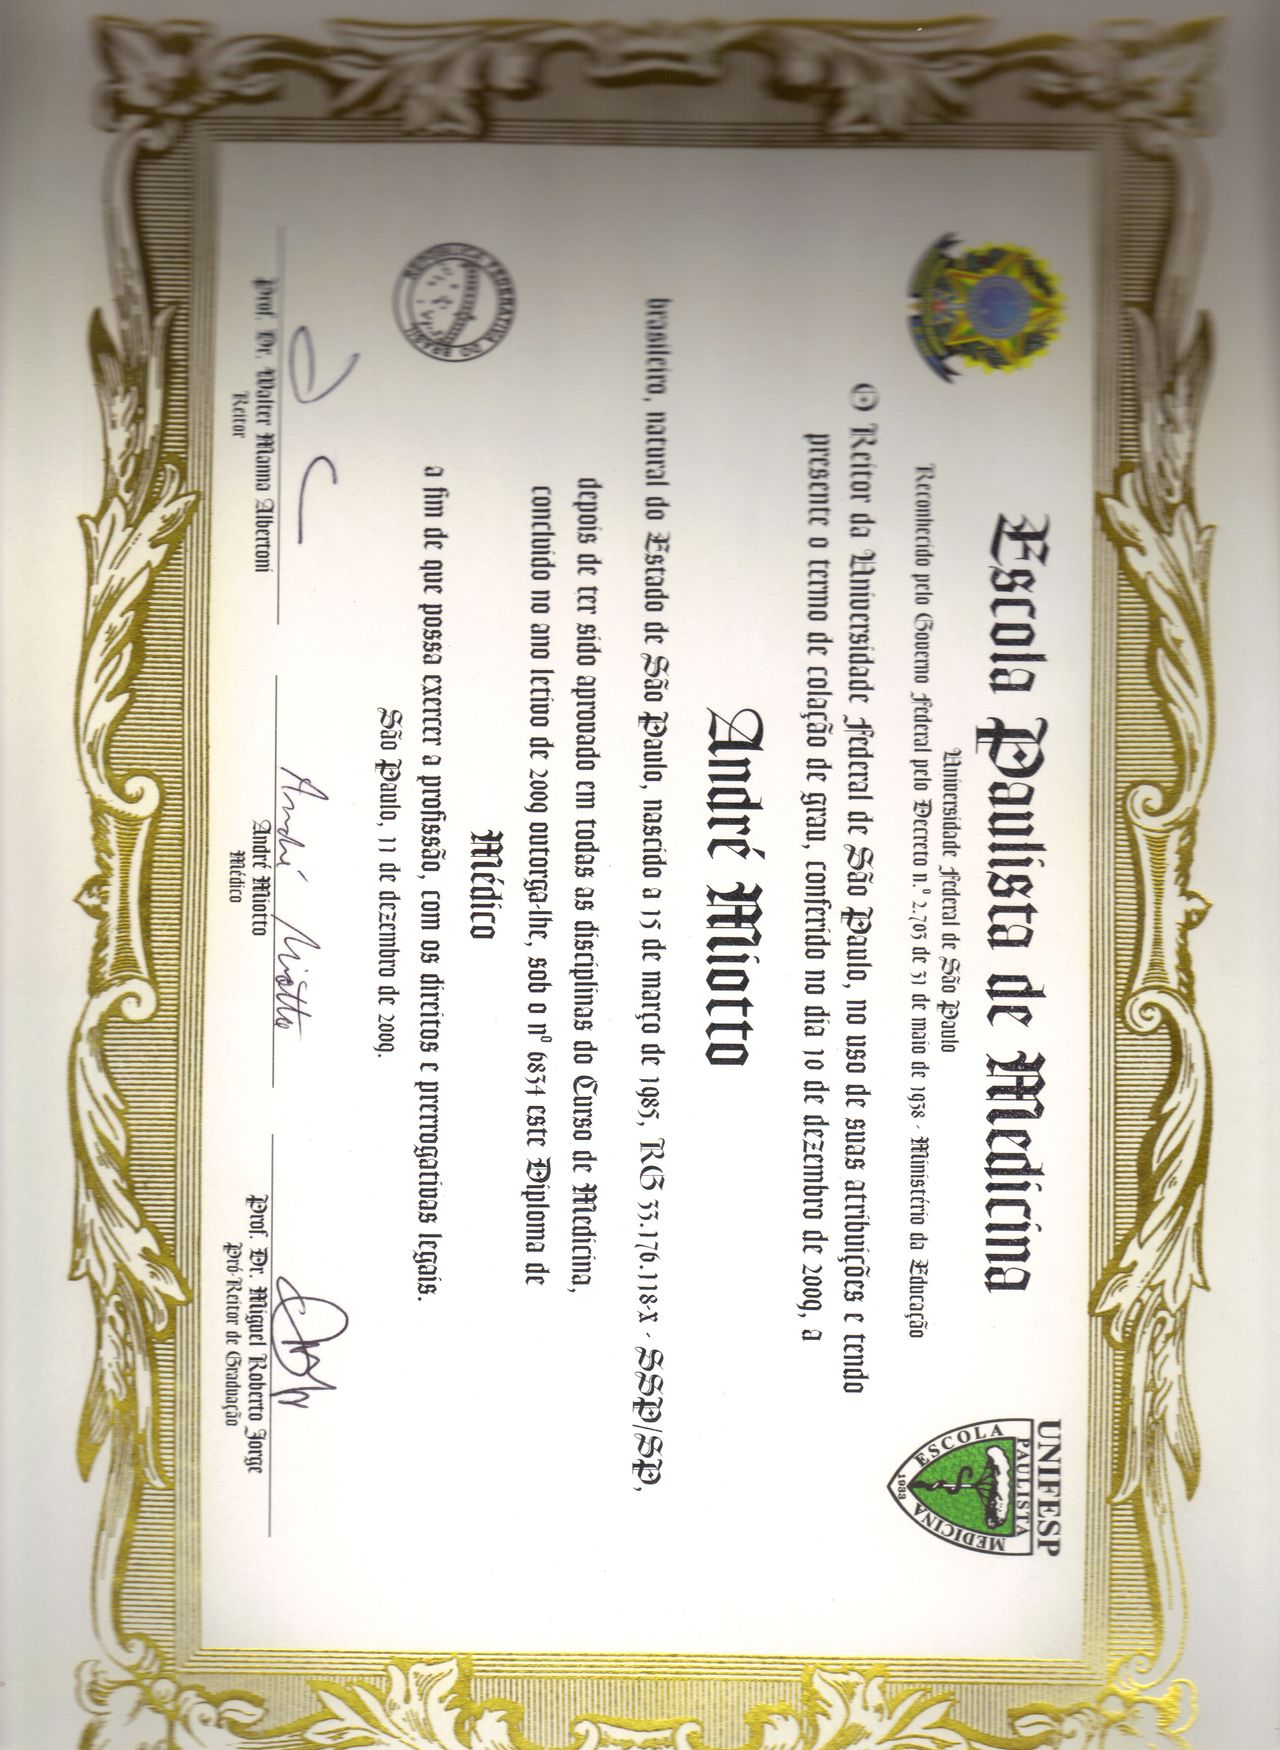 Escola Paulista de Medicina
Universidade Federal de São Paulo
Reconhecido pelo Governo Federal pelo Decreto n.º 2.703 de 31 de maio de 1938 - Ministério da Educação
UNIFESP
ESCOLA PAULISTA MEDICINA
1933
O Reitor da Universidade Federal de São Paulo, no uso de suas atribuições e tendo
presente o termo de colação de grau, conferido no dia 10 de dezembro de 2009, a
André Miotto
brasileiro, natural do Estado de São Paulo, nascido a 15 de março de 1985, RG 33.176.118-X - SSP/SP,
depois de ter sido aprovado em todas as disciplinas do Curso de Medicina,
concluído no ano letivo de 2009 outorga-lhe, sob o nº 6834 este Diploma de
Médico
a fim de que possa exercer a profissão, com os direitos e prerrogativas legais.
São Paulo, 11 de dezembro de 2009.
REPÚBLICA FEDERATIVA DO BRASIL
André Miotto
Prof. Dr. Walter Manna Albertoni
Reitor
André Miotto
Médico
Prof. Dr. Miguel Roberto Jorge
Pró-Reitor de Graduação